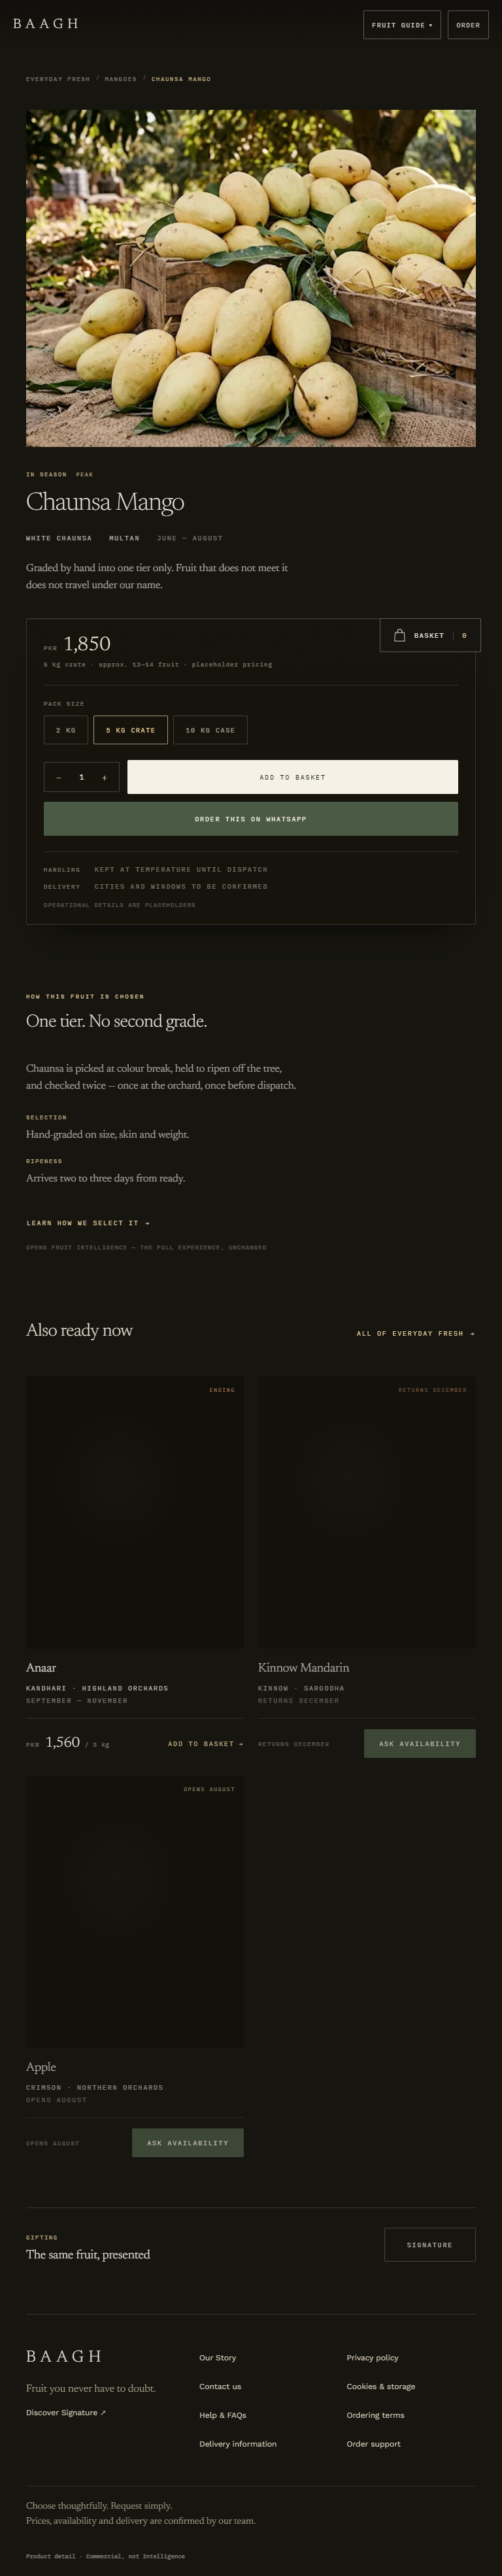 BAAGH
FRUIT GUIDE ▾
ORDER
EVERYDAY FRESH / MANGOES / CHAUNSA MANGO
IN SEASON PEAK
Chaunsa Mango
WHITE CHAUNSA MULTAN JUNE — AUGUST
Graded by hand into one tier only. Fruit that does not meet it
does not travel under our name.
BASKET | 0
PKR 1,850
5 kg crate · approx. 12–14 fruit · placeholder pricing
PACK SIZE
2 KG
5 KG CRATE
10 KG CASE
− 1 +
ADD TO BASKET
ORDER THIS ON WHATSAPP
HANDLING KEPT AT TEMPERATURE UNTIL DISPATCH
DELIVERY CITIES AND WINDOWS TO BE CONFIRMED
OPERATIONAL DETAILS ARE PLACEHOLDERS
HOW THIS FRUIT IS CHOSEN
One tier. No second grade.
Chaunsa is picked at colour break, held to ripen off the tree,
and checked twice — once at the orchard, once before dispatch.
SELECTION
Hand-graded on size, skin and weight.
RIPENESS
Arrives two to three days from ready.
LEARN HOW WE SELECT IT →
OPENS FRUIT INTELLIGENCE — THE FULL EXPERIENCE, UNCHANGED
Also ready now
ALL OF EVERYDAY FRESH →
ENDING
Anaar
KANDHARI · HIGHLAND ORCHARDS
SEPTEMBER — NOVEMBER
PKR 1,560 / 3 kg
ADD TO BASKET →
RETURNS DECEMBER
Kinnow Mandarin
KINNOW · SARGODHA
RETURNS DECEMBER
RETURNS DECEMBER
ASK AVAILABILITY
OPENS AUGUST
Apple
CRIMSON · NORTHERN ORCHARDS
OPENS AUGUST
OPENS AUGUST
ASK AVAILABILITY
GIFTING
The same fruit, presented
SIGNATURE
BAAGH
Fruit you never have to doubt.
Discover Signature ↗
Our Story
Contact us
Help & FAQs
Delivery information
Privacy policy
Cookies & storage
Ordering terms
Order support
Choose thoughtfully. Request simply.
Prices, availability and delivery are confirmed by our team.
Product detail · Commercial, not Intelligence